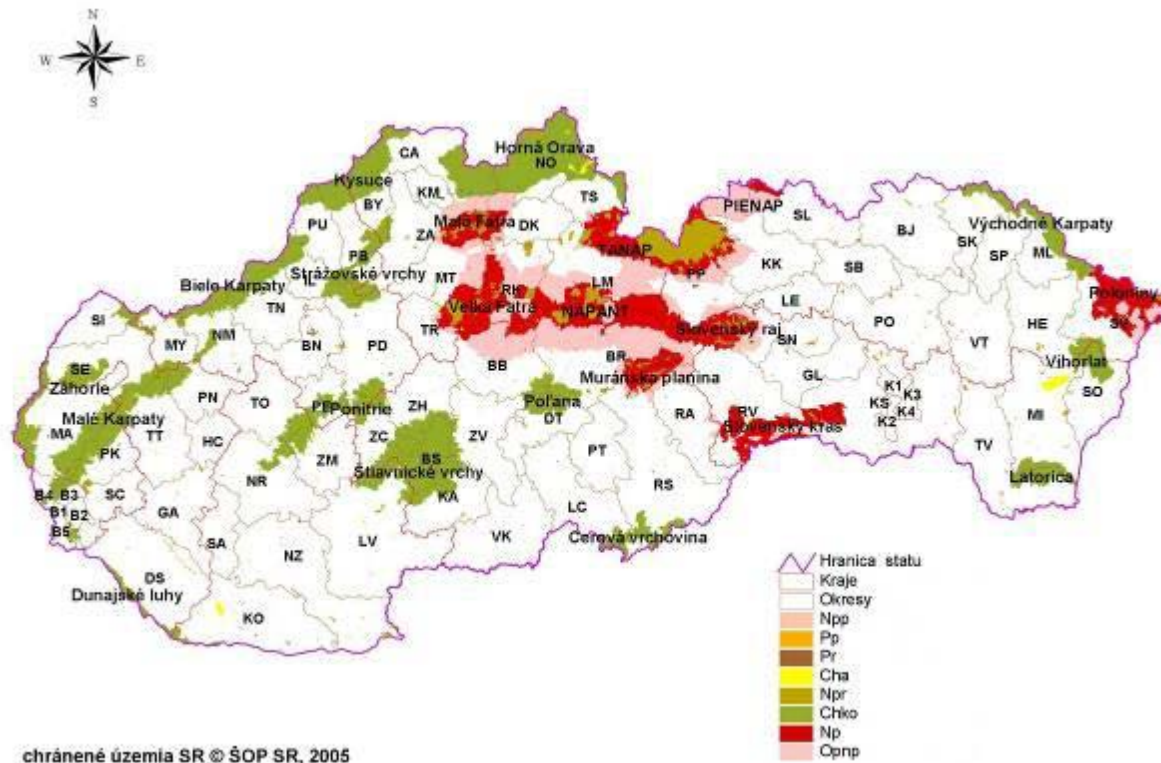 N
W E
S
Horná Orava
NO
CA
Kysuce
KM
BY
TS
PIENAP
SL
Východné Karpaty
PU
Malá Fatra
DK
BJ
SK
ZA
SP
ML
PB
TANAP
PP
KK
SB
Strážovské vrchy
IL
MT
LM
Biele Karpaty
TN
RK
LE
Poloniny
Veľká Fatra
NAPANT
SI
Slovenský raj
PO
HE
SV
NM
TR
SN
MY
BN
PD
VT
BB
BR
SE
Vihorlat
Záhorie
Muránska planina
GL
K1
SO
PN
TO
PE
Ponitrie
ZH
Poľana
DT
K3
Malé Karpaty
RA
RV
KS
K4
MI
MA
TT
HC
ZC
ZV
Slovenský kras
K2
PK
ZM
BS
PT
TV
Štiavnické vrchy
NR
RS
Latorica
B4 B3
SC
KA
B1
B2
GA
LC
B5
VK
Cerová vrchovina
SA
NZ
LV
DS
Dunajské luhy
KO
Hranica statu
Kraje
Okresy
Npp
Pp
Pr
Cha
Npr
Chko
Np
Opnp
chránené územia SR © ŠOP SR, 2005